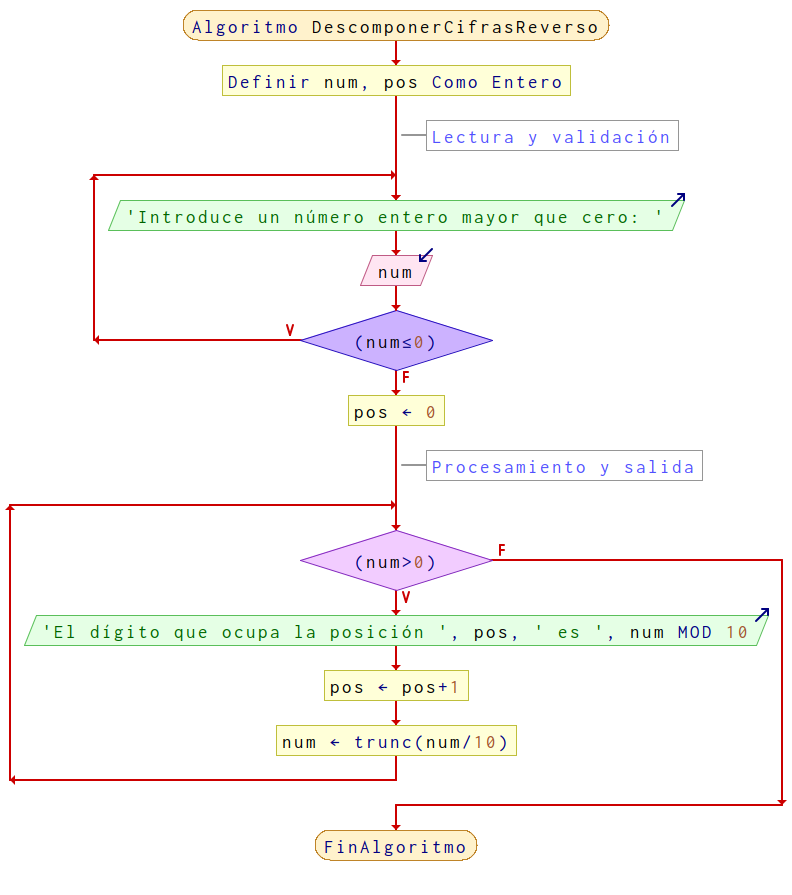 Algoritmo DescomponerCifrasReverso
Definir num, pos Como Entero
Lectura y validación
'Introduce un número entero mayor que cero: '
num
V
(num≤0)
F
pos ← 0
Procesamiento y salida
(num>0)
F
V
'El dígito que ocupa la posición ', pos, ' es ', num MOD 10
pos ← pos+1
num ← trunc(num/10)
FinAlgoritmo